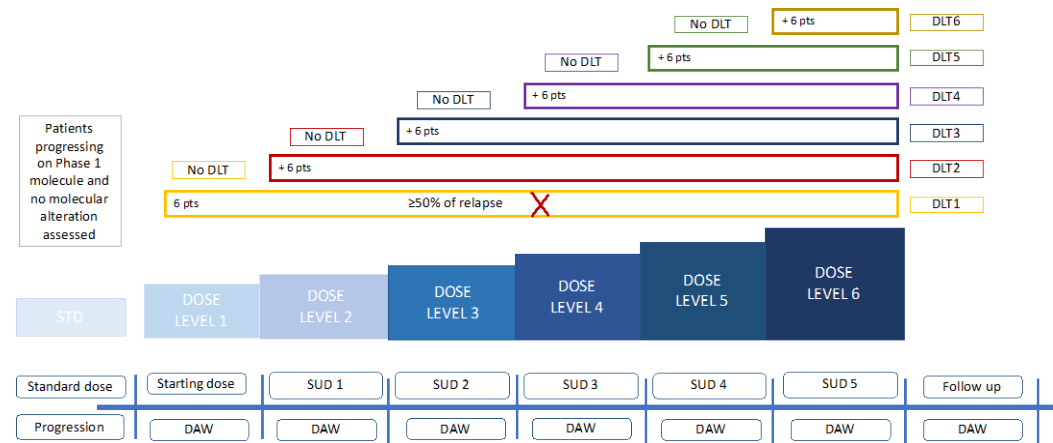 No DLT
+ 6 pts
DLT6
No DLT
+ 6 pts
DLT5
No DLT
+ 6 pts
DLT4
No DLT
+ 6 pts
DLT3
No DLT
+ 6 pts
DLT2
6 pts
≥50% of relapse
DLT1
Patients
progressing
on Phase 1
molecule and
no molecular
alteration
assessed
STD
DOSE
LEVEL 1
DOSE
LEVEL 2
DOSE
LEVEL 3
DOSE
LEVEL 4
DOSE
LEVEL 5
DOSE
LEVEL 6
Standard dose
Starting dose
SUD 1
SUD 2
SUD 3
SUD 4
SUD 5
Follow up
Progression
DAW
DAW
DAW
DAW
DAW
DAW
DAW